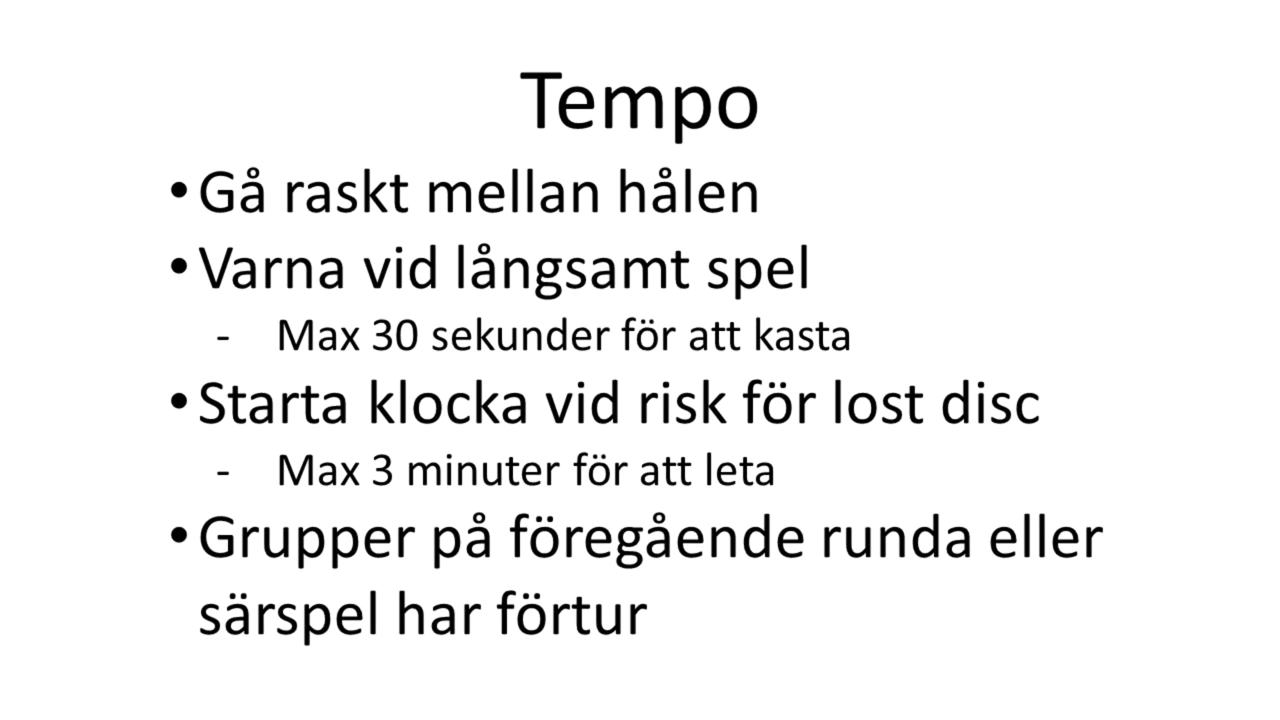 Tempo
• Gå raskt mellan hålen
• Varna vid långsamt spel
- Max 30 sekunder för att kasta
• Starta klocka vid risk för lost disc
- Max 3 minuter för att leta
• Grupper på föregående runda eller
särspel har förtur